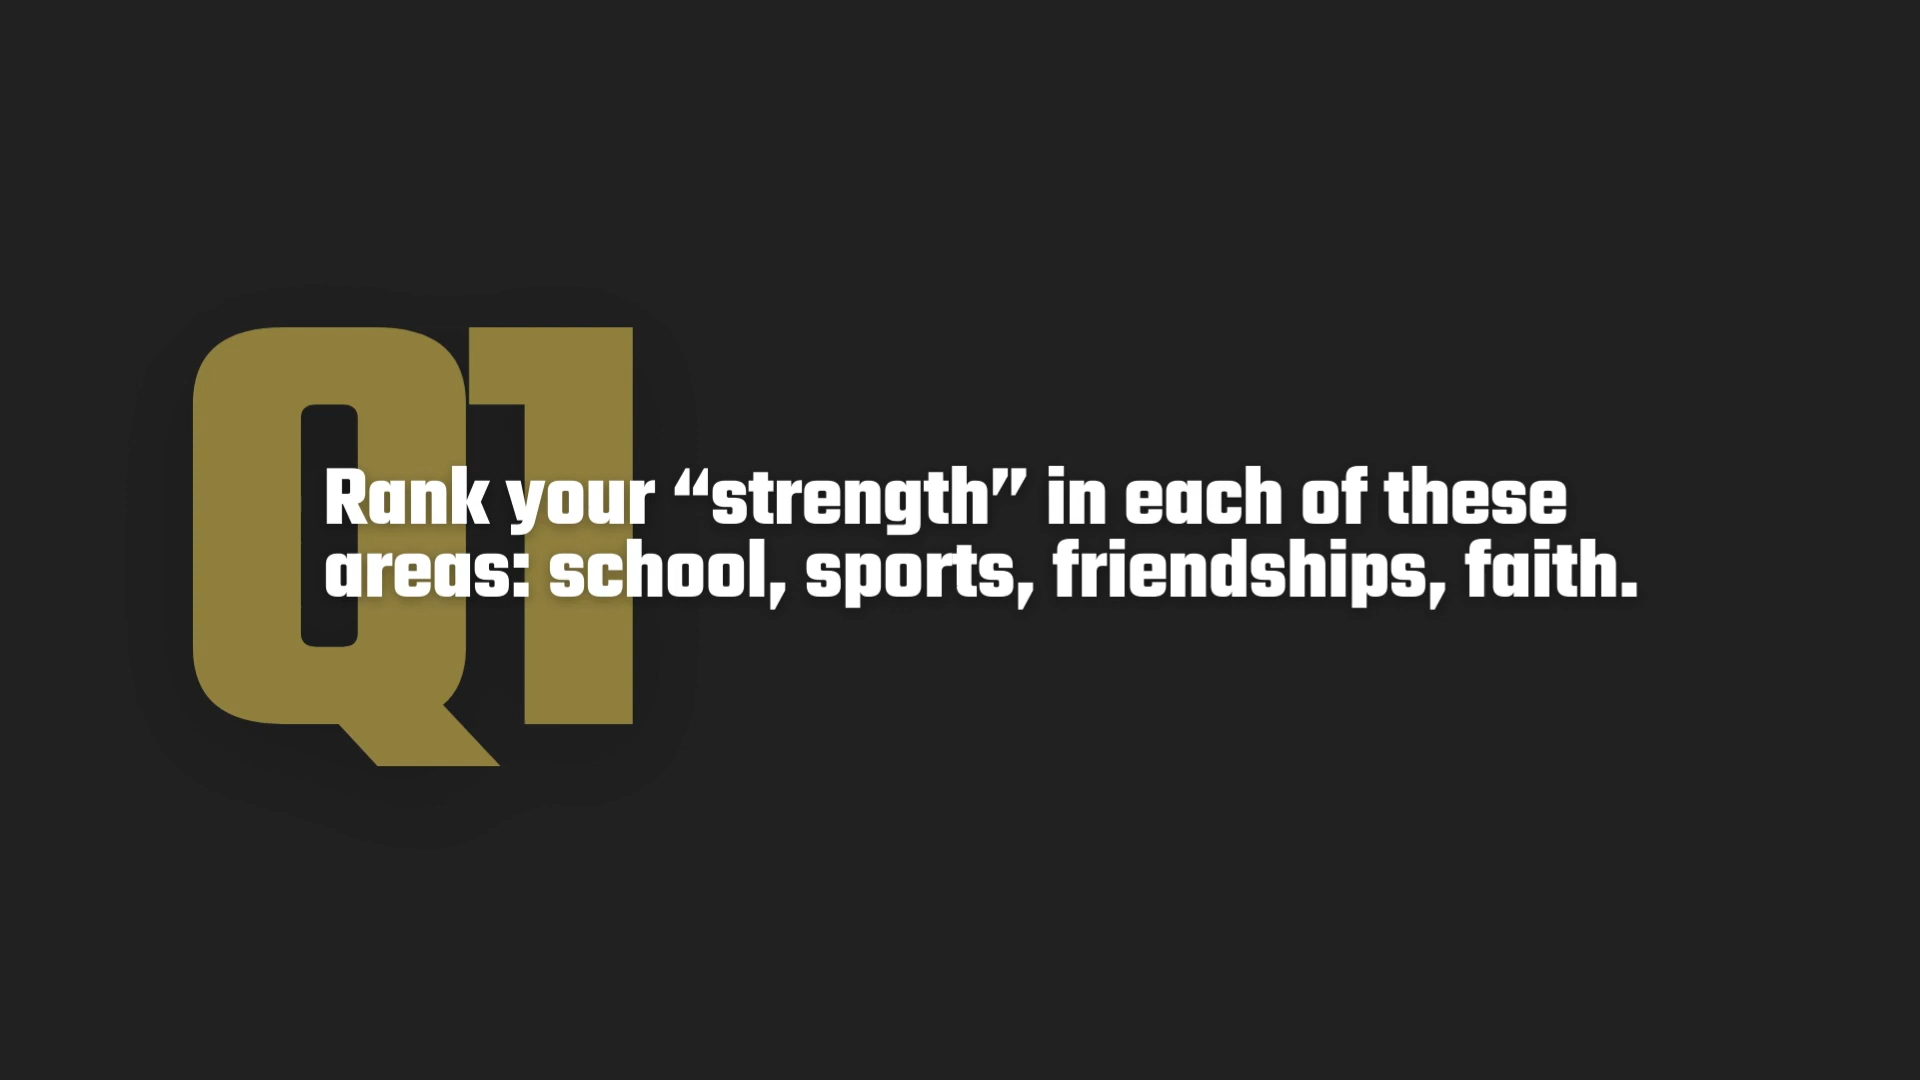 Q1
Rank your “strength” in each of these
areas: school, sports, friendships, faith.